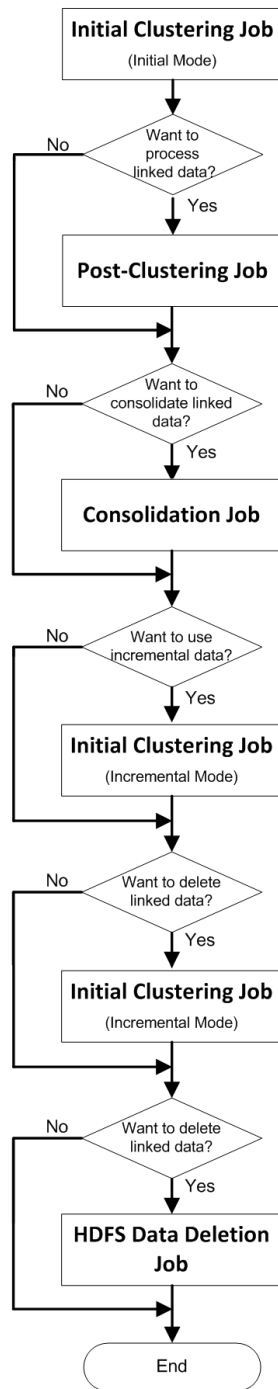 Initial Clustering Job
(Initial Mode)
Want to
process
linked data?
No
Yes
Post-Clustering Job
Want to
consolidate linked
data?
No
Yes
Consolidation Job
Want to use
incremental data?
No
Yes
Initial Clustering Job
(Incremental Mode)
Want to delete
linked data?
No
Yes
Initial Clustering Job
(Incremental Mode)
Want to delete
linked data?
No
Yes
HDFS Data Deletion
Job
End